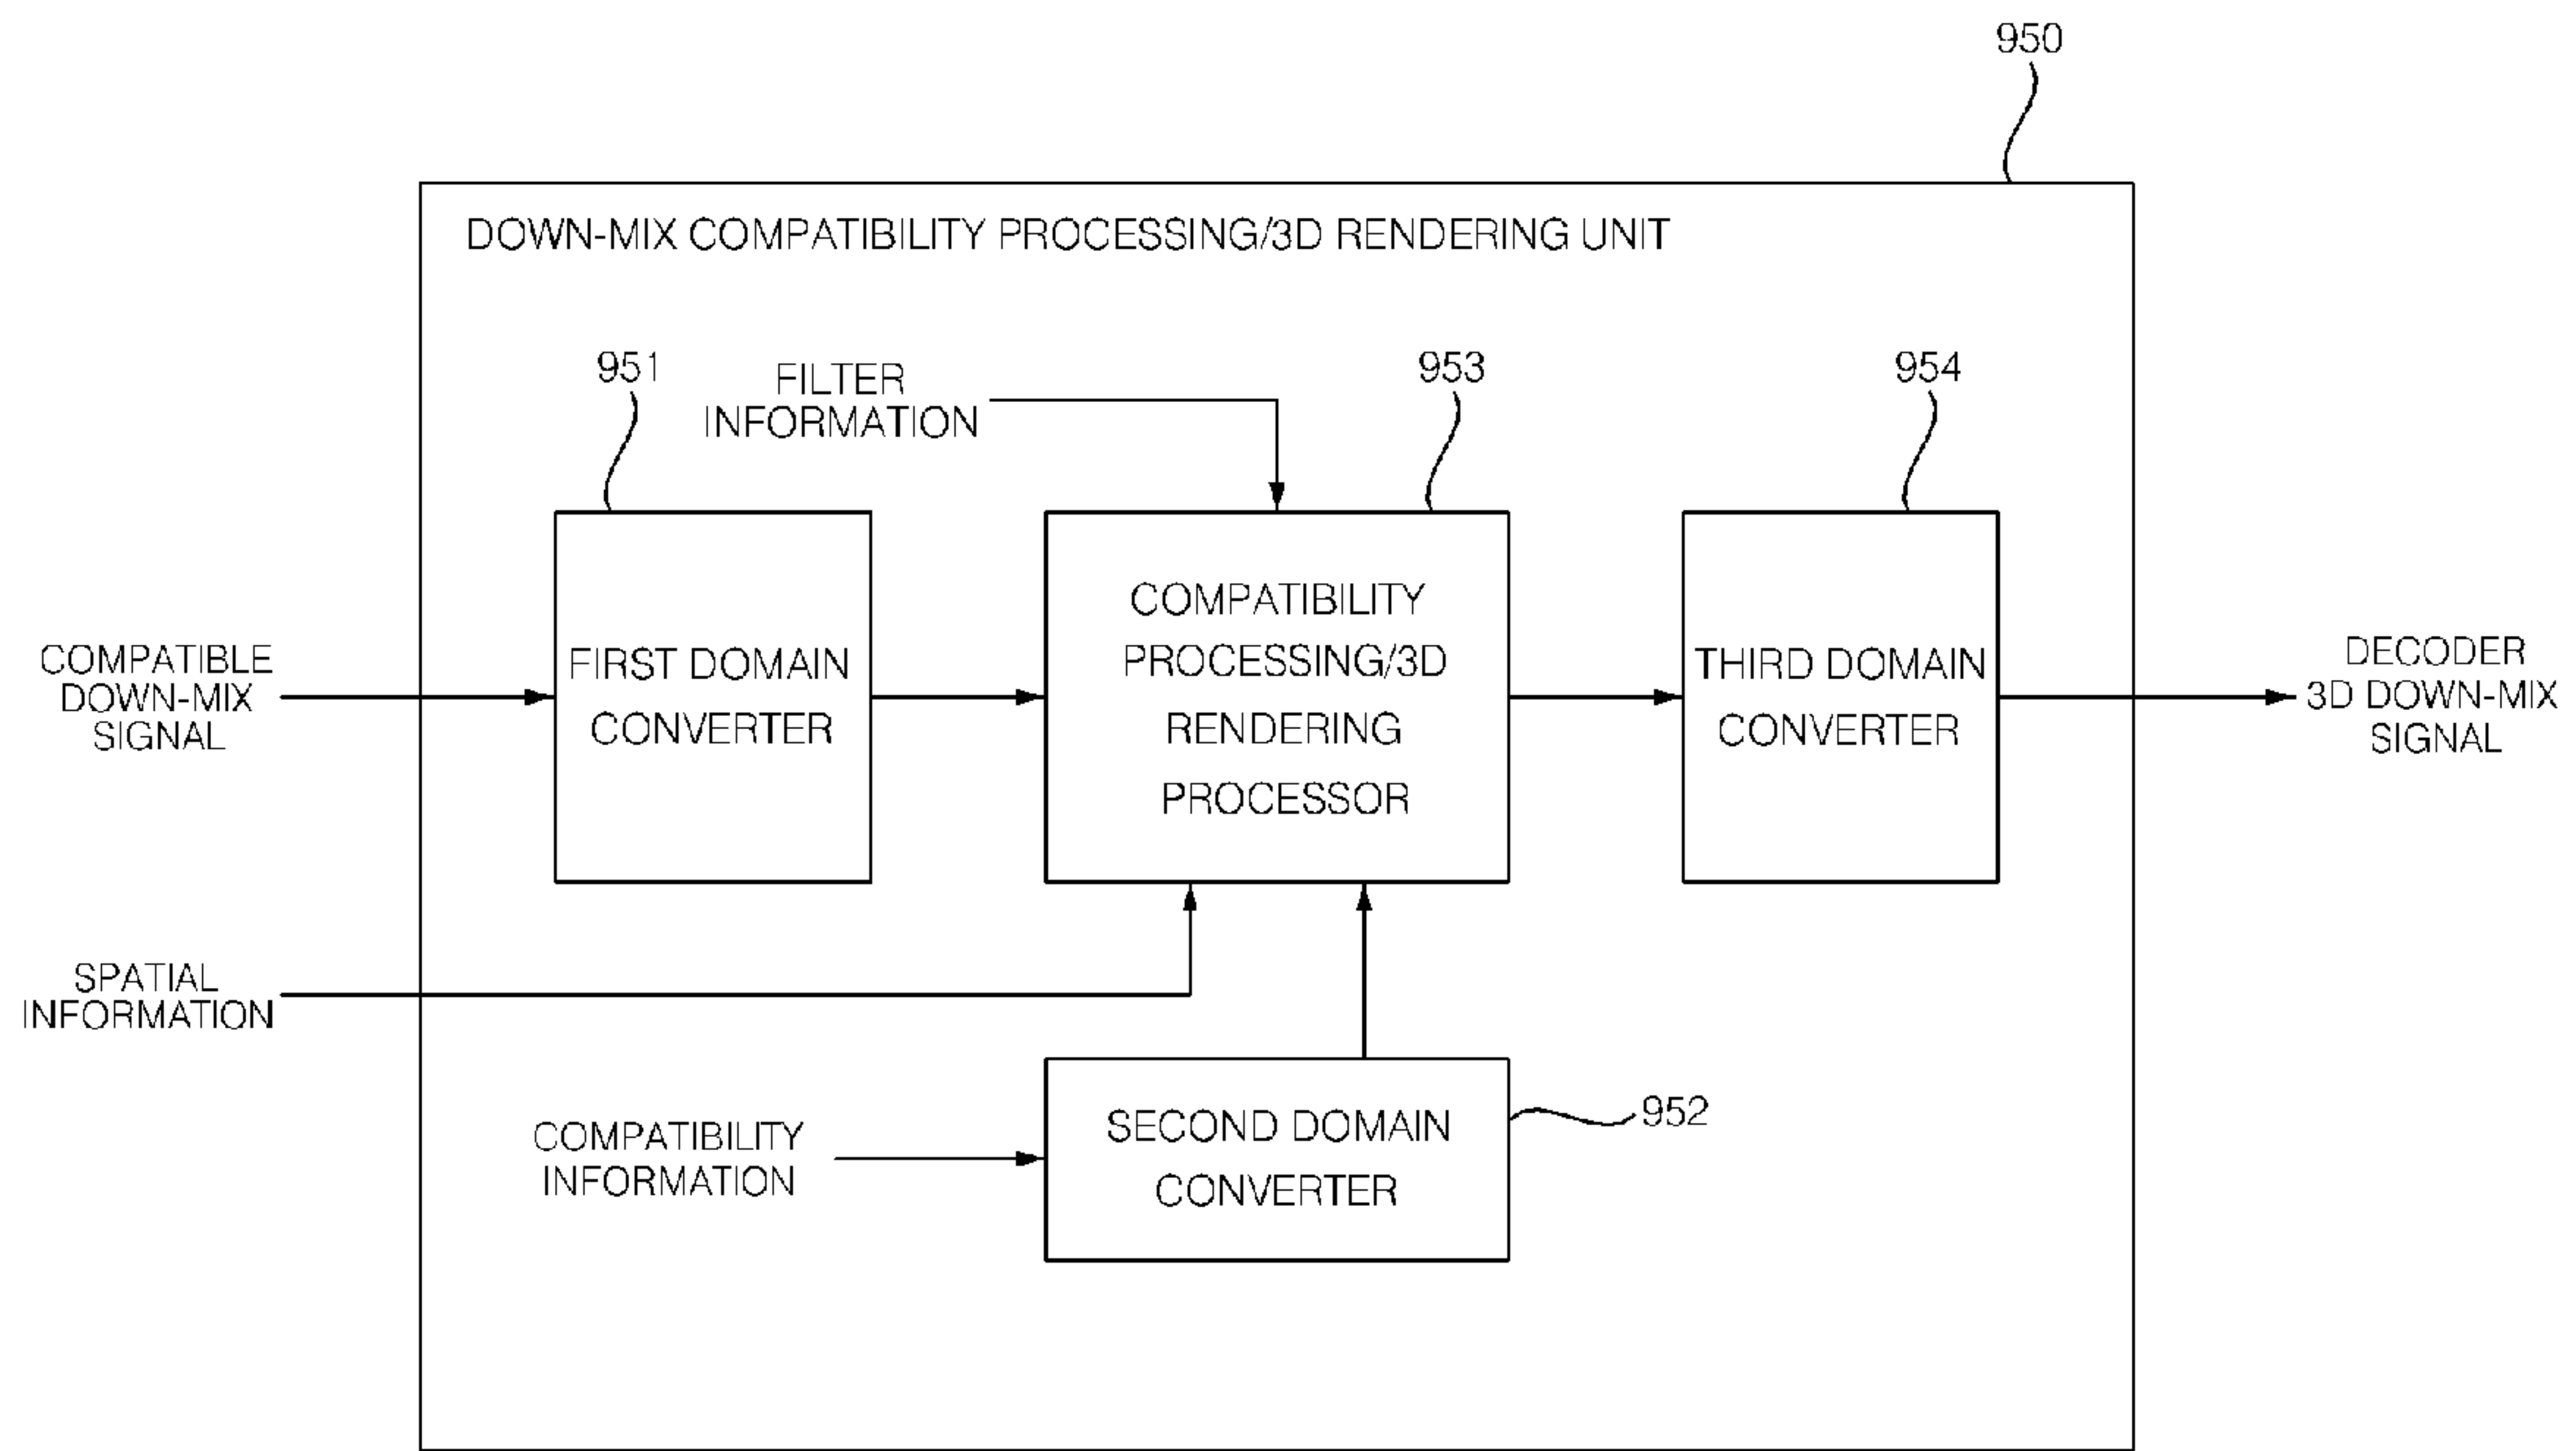 950
DOWN-MIX COMPATIBILITY PROCESSING/3D RENDERING UNIT
951
FILTER
INFORMATION
953
954
COMPATIBLE
DOWN-MIX
SIGNAL
FIRST DOMAIN
CONVERTER
COMPATIBILITY
PROCESSING/3D
RENDERING
PROCESSOR
THIRD DOMAIN
CONVERTER
DECODER
3D DOWN-MIX
SIGNAL
SPATIAL
INFORMATION
COMPATIBILITY
INFORMATION
SECOND DOMAIN
CONVERTER
952